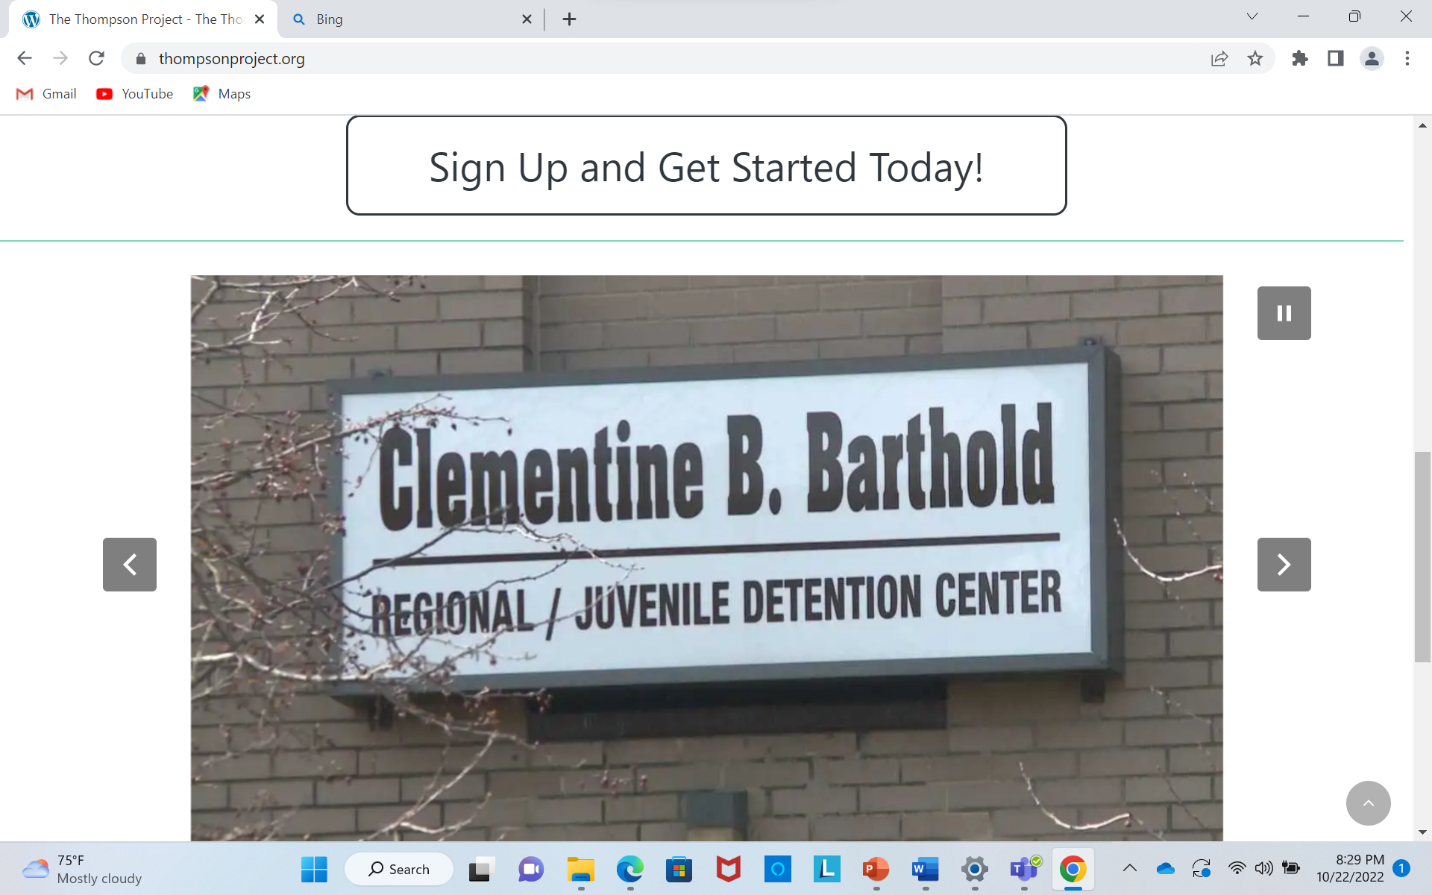 The Thompson Project - The Tho
Bing
thompsonproject.org
Gmail
YouTube
Maps
Sign Up and Get Started Today!
Clementine B. Barthold
REGIONAL / JUVENILE DETENTION CENTER
75°F
Mostly cloudy
Search
8:29 PM
10/22/2022
1